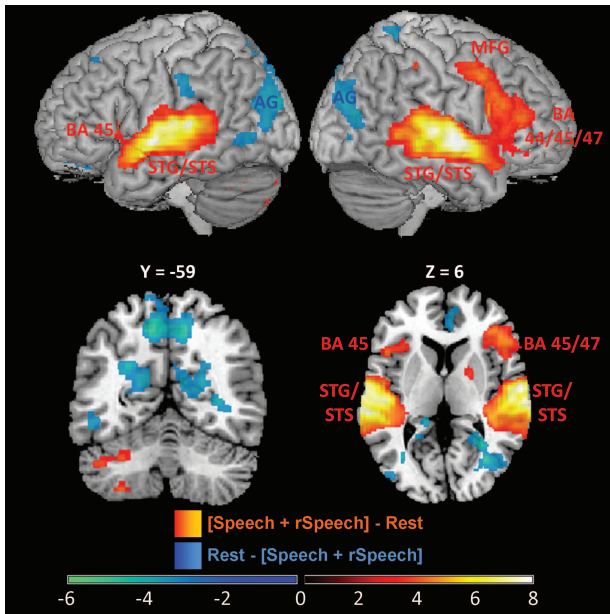 MFG
AG
AG
BA 45
BA
44/45/47
STG/STS
STG/STS
Y = -59
Z = 6
BA 45
BA 45/47
STG/
STS
STG/
STS
[Speech + rSpeech] - Rest
Rest - [Speech + rSpeech]
-6 -4 -2 0 2 4 6 8